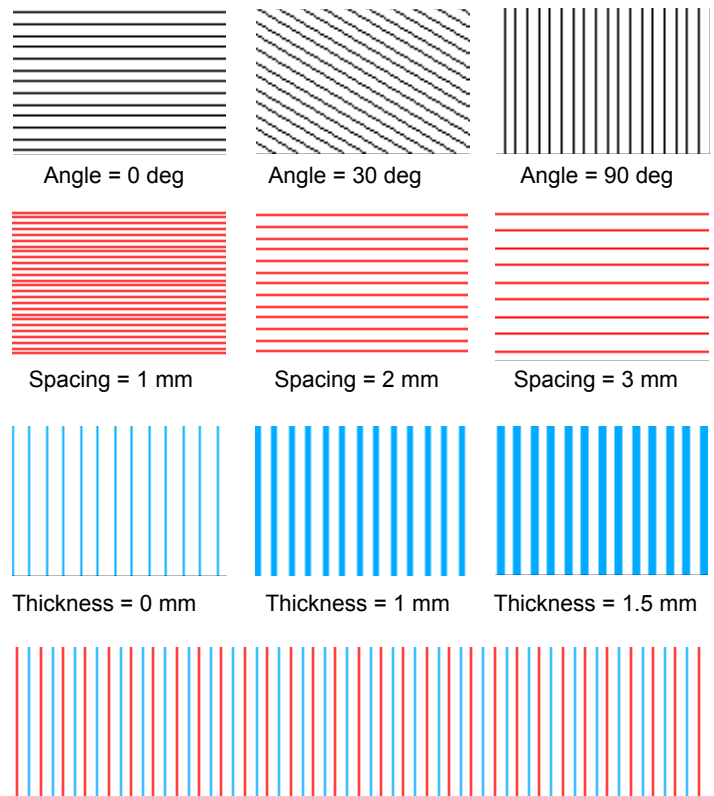 Angle = 0 deg
Angle = 30 deg
Angle = 90 deg
Spacing = 1 mm
Spacing = 2 mm
Spacing = 3 mm
Thickness = 0 mm
Thickness = 1 mm
Thickness = 1.5 mm